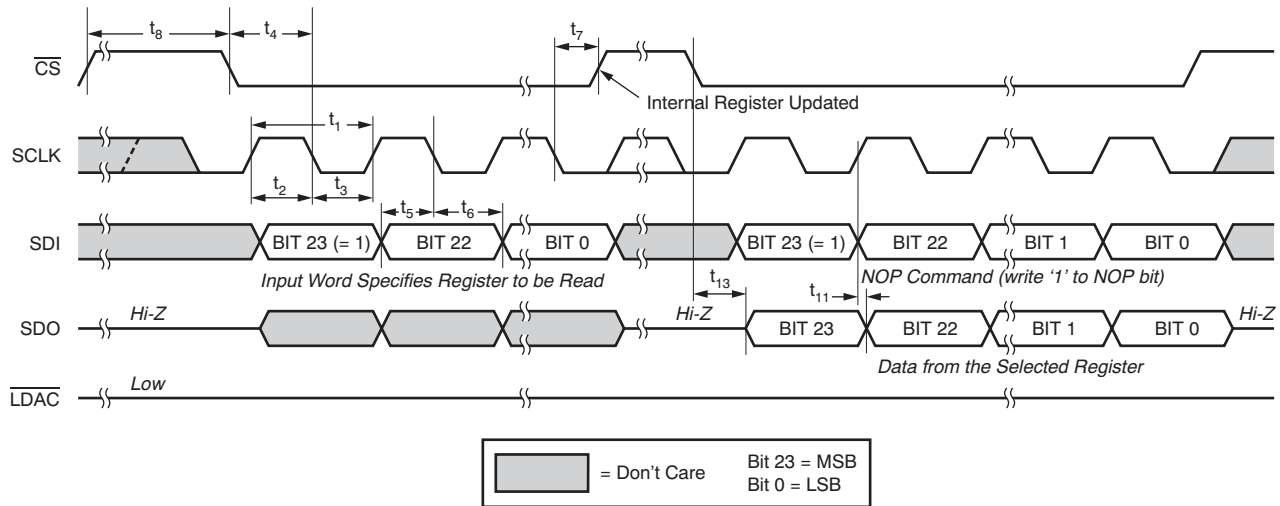 t8
t4
t7
CS
Internal Register Updated
t1
SCLK
t2
t3
t5
t6
SDI
BIT 23 (= 1)
BIT 22
BIT 0
BIT 23 (= 1)
BIT 22
BIT 1
BIT 0
Input Word Specifies Register to be Read
NOP Command (write '1' to NOP bit)
t13
t11
Hi-Z
Hi-Z
Hi-Z
SDO
BIT 23
BIT 22
BIT 1
BIT 0
Data from the Selected Register
Low
LDAC
= Don't Care
Bit 23 = MSB
Bit 0 = LSB